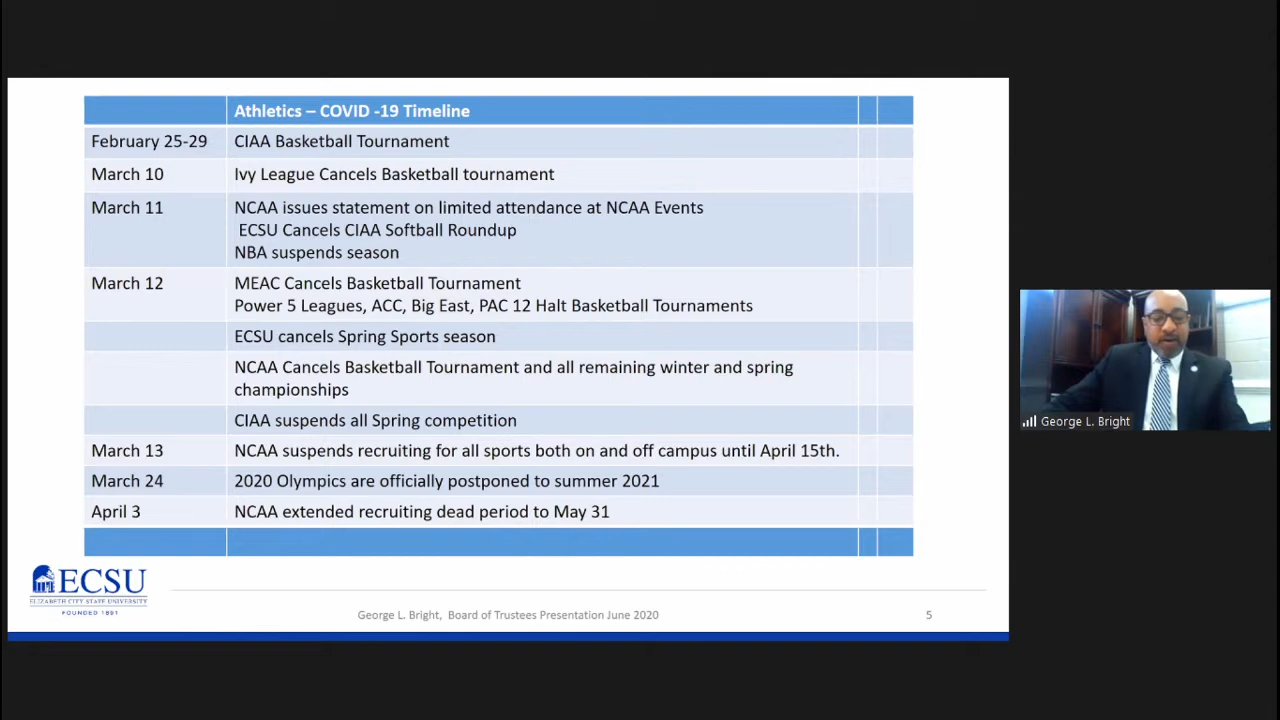 Athletics – COVID -19 Timeline
February 25-29 CIAA Basketball Tournament
March 10 Ivy League Cancels Basketball tournament
March 11 NCAA issues statement on limited attendance at NCAA Events
ECSU Cancels CIAA Softball Roundup
NBA suspends season
March 12 MEAC Cancels Basketball Tournament
Power 5 Leagues, ACC, Big East, PAC 12 Halt Basketball Tournaments
ECSU cancels Spring Sports season
NCAA Cancels Basketball Tournament and all remaining winter and spring
championships
CIAA suspends all Spring competition
March 13 NCAA suspends recruiting for all sports both on and off campus until April 15th.
March 24 2020 Olympics are officially postponed to summer 2021
April 3 NCAA extended recruiting dead period to May 31
ECSU
ELIZABETH CITY STATE UNIVERSITY
FOUNDED 1891
George L. Bright, Board of Trustees Presentation June 2020
5
George L. Bright